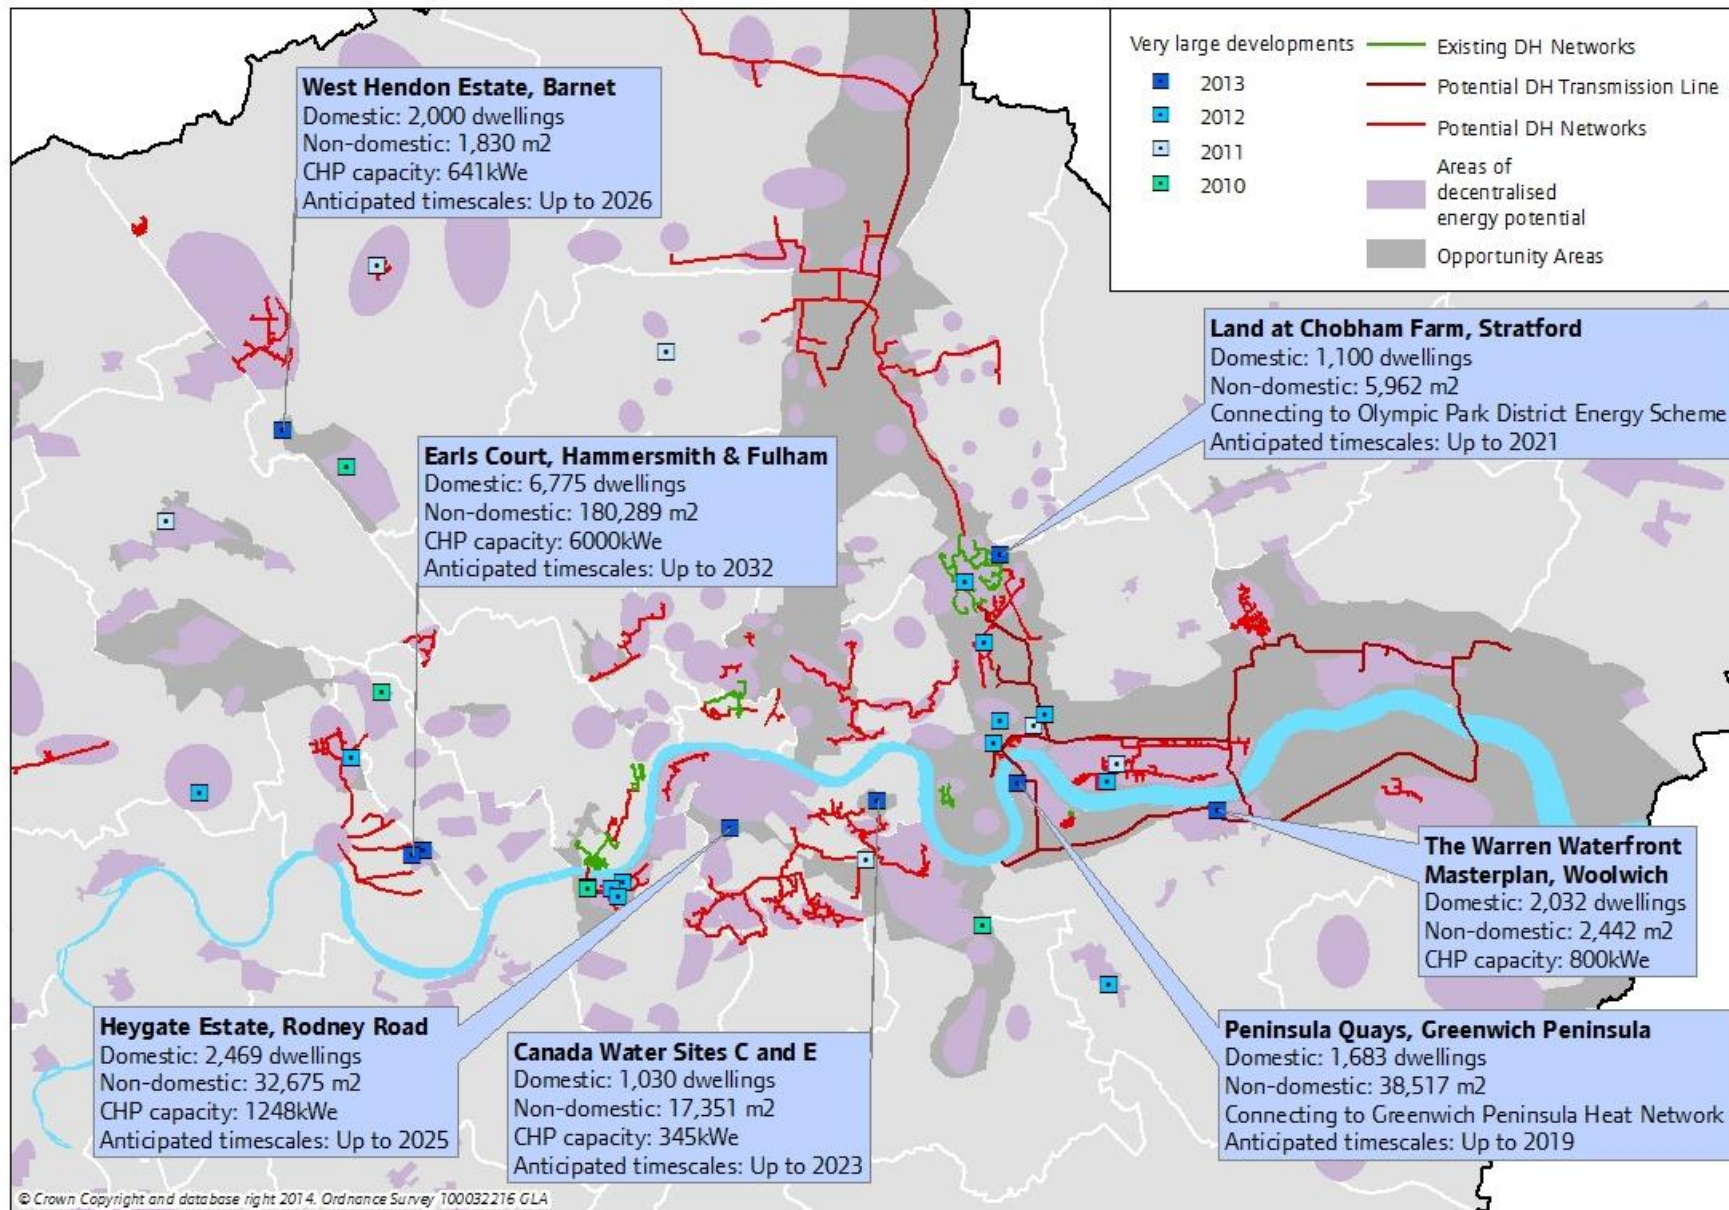 Very large developments
2013
2012
2011
2010
Existing DH Networks
Potential DH Transmission Line
Potential DH Networks
Areas of
decentralised
energy potential
Opportunity Areas
West Hendon Estate, Barnet
Domestic: 2,000 dwellings
Non-domestic: 1,830 m2
CHP capacity: 641kWe
Anticipated timescales: Up to 2026
Land at Chobham Farm, Stratford
Domestic: 1,100 dwellings
Non-domestic: 5,962 m2
Connecting to Olympic Park District Energy Scheme
Anticipated timescales: Up to 2021
Earls Court, Hammersmith & Fulham
Domestic: 6,775 dwellings
Non-domestic: 180,289 m2
CHP capacity: 6000kWe
Anticipated timescales: Up to 2032
The Warren Waterfront
Masterplan, Woolwich
Domestic: 2,032 dwellings
Non-domestic: 2,442 m2
CHP capacity: 800kWe
Heygate Estate, Rodney Road
Domestic: 2,469 dwellings
Non-domestic: 32,675 m2
CHP capacity: 1248kWe
Anticipated timescales: Up to 2025
Canada Water Sites C and E
Domestic: 1,030 dwellings
Non-domestic: 17,351 m2
CHP capacity: 345kWe
Anticipated timescales: Up to 2023
Peninsula Quays, Greenwich Peninsula
Domestic: 1,683 dwellings
Non-domestic: 38,517 m2
Connecting to Greenwich Peninsula Heat Network
Anticipated timescales: Up to 2019
© Crown Copyright and database right 2014. Ordnance Survey 100032216 GLA